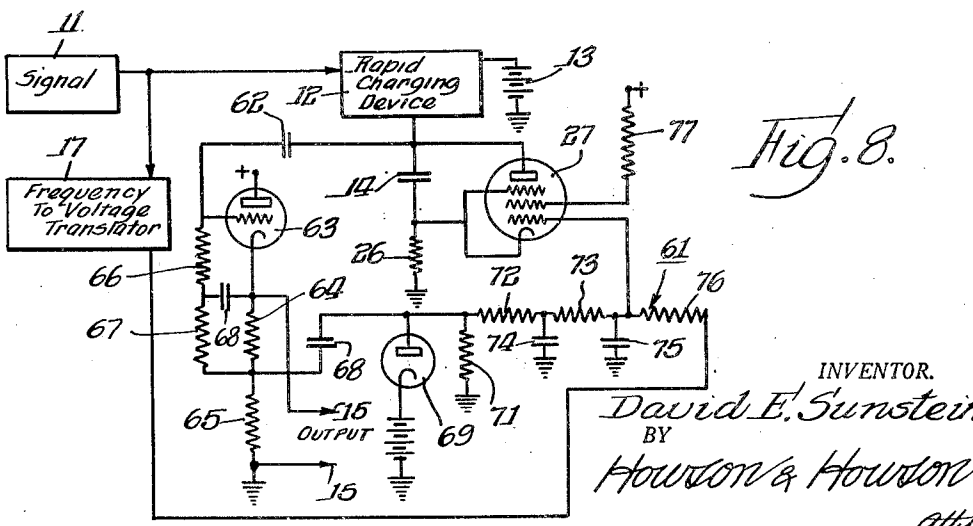 11
Signal
12
Rapid
Charging
Device
13
62
27
77
+
Fig. 8.
17
Frequency
To Voltage
Translator
14
+
63
26
66
64
72
73
61
76
67
68
68
74
75
65
15
OUTPUT
69
71
15
INVENTOR.
David E. Sunstein
BY
Howson & Howson